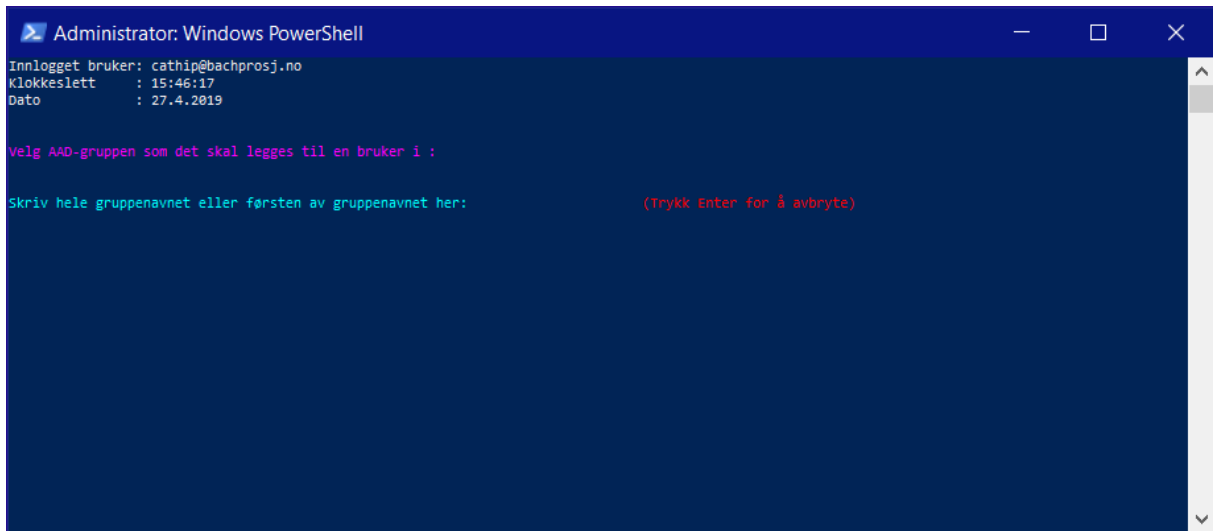 Administrator: Windows PowerShell
Innlogget bruker: cathip@bachprosj.no
Klokkeslett : 15:46:17
Dato : 27.4.2019
Velg AAD-gruppen som det skal legges til en bruker i :
Skriv hele gruppenavnet eller førsten av gruppenavnet her: (Trykk Enter for å avbryte)